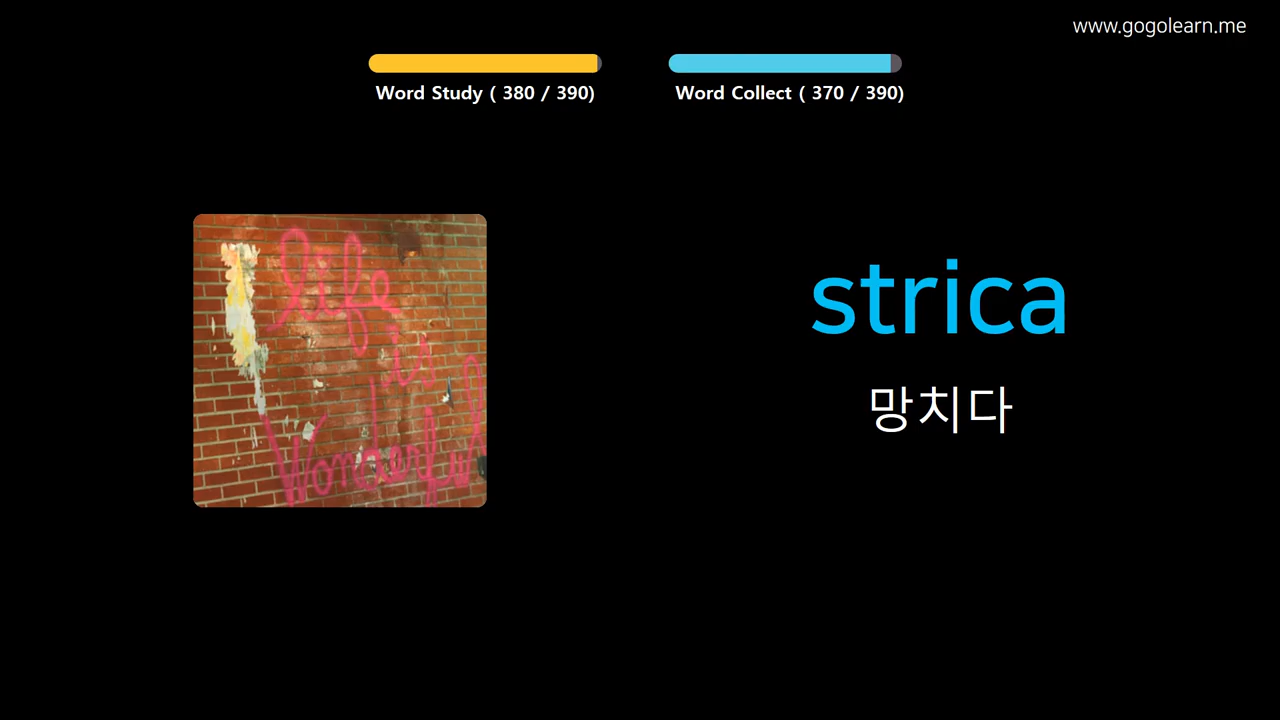 www.gogolearn.me
Word Study ( 380 / 390)
Word Collect ( 370 / 390)
life
is
Wonderful
strica
망치다